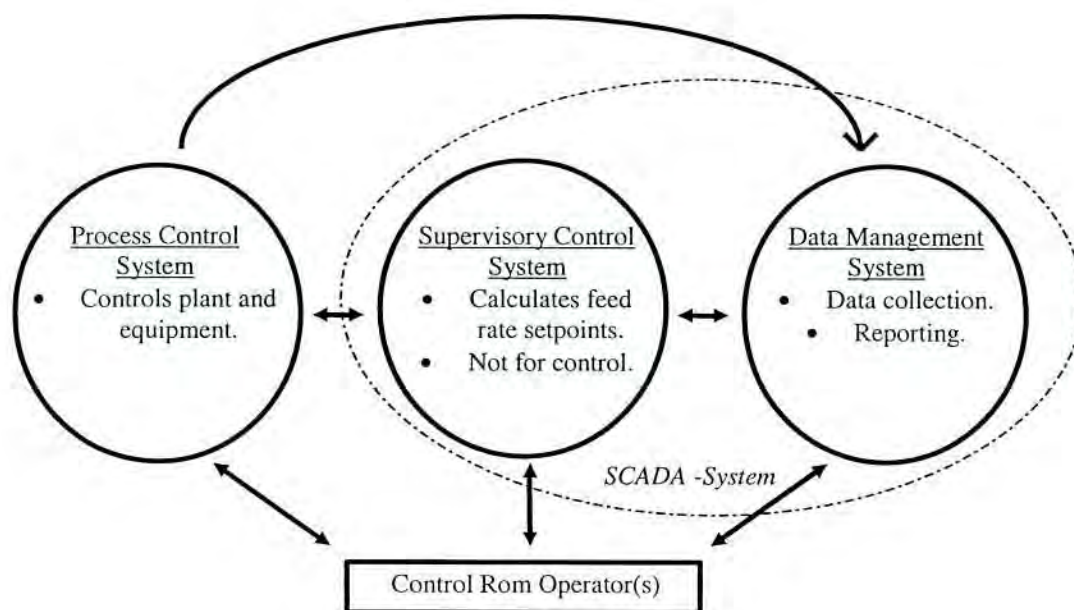 Process Control
System
• Controls plant and
equipment.
Supervisory Control
System
• Calculates feed
rate setpoints.
• Not for control.
Data Management
System
• Data collection.
• Reporting.
SCADA -System
Control Rom Operator(s)